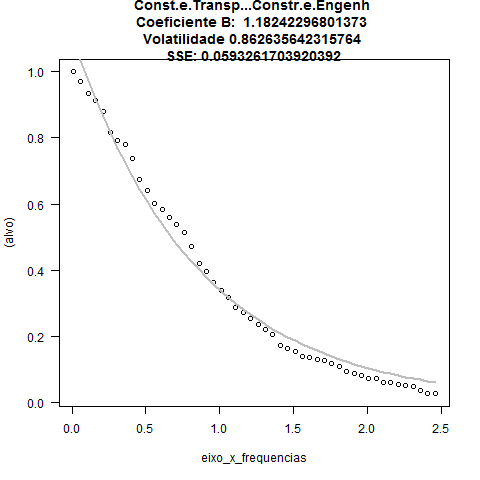 Const.e.Transp...Constr.e.Engenh
Coeficiente B:  1.18242296801373
Volatilidade 0.862635642315764
SSE: 0.0593261703920392
1.0
0.8
0.6
0.4
0.2
0.0
(alvo)
0.0 0.5 1.0 1.5 2.0 2.5
eixo_x_frequencias